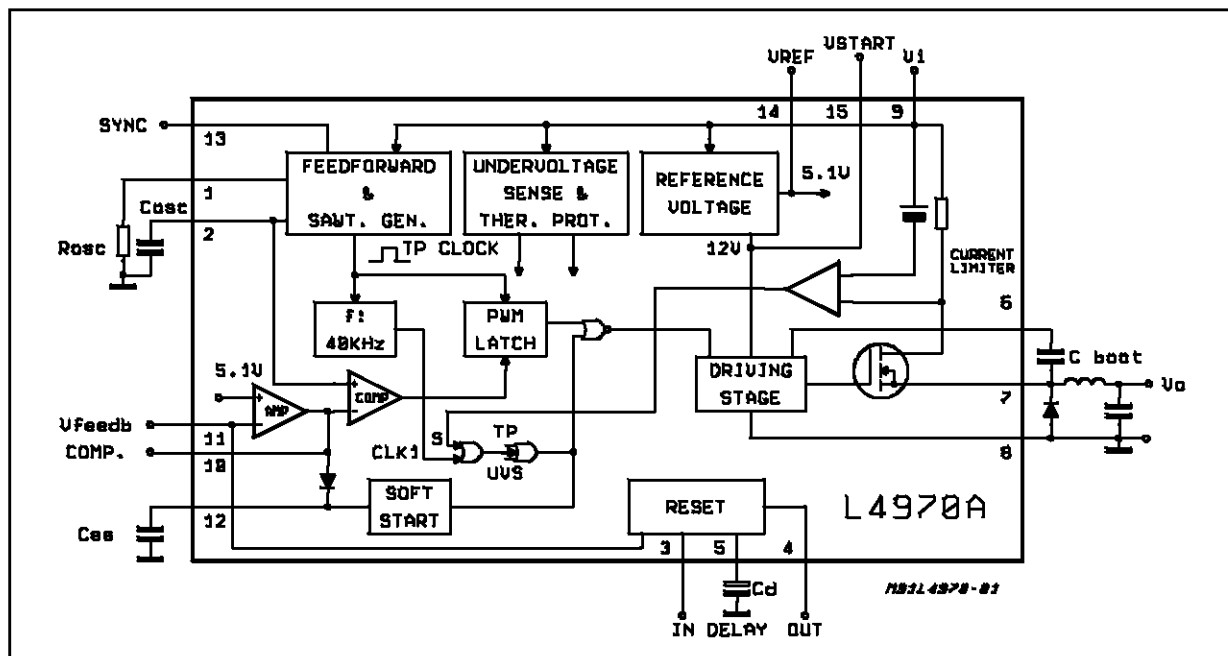 VREF
VSTART
Vi
14
15
9
SYNC
13
FEEDFORWARD
&
SAWT. GEN.
UNDERVOLTAGE
SENSE &
THER. PROT.
REFERENCE
VOLTAGE
5.1V
1
Cosc
2
Rosc
TP CLOCK
12V
CURRENT
LIMITER
6
f:
40KHz
PWM
LATCH
C boot
DRIVING
STAGE
5.1V
+
AMP
-
+
COMP
-
7
Vo
Vfeedb
11
COMP.
10
S
CLK1
TP
UVS
8
SOFT
START
12
Css
RESET
L4970A
3
5
4
Cd
M91L4970-01
IN
DELAY
OUT